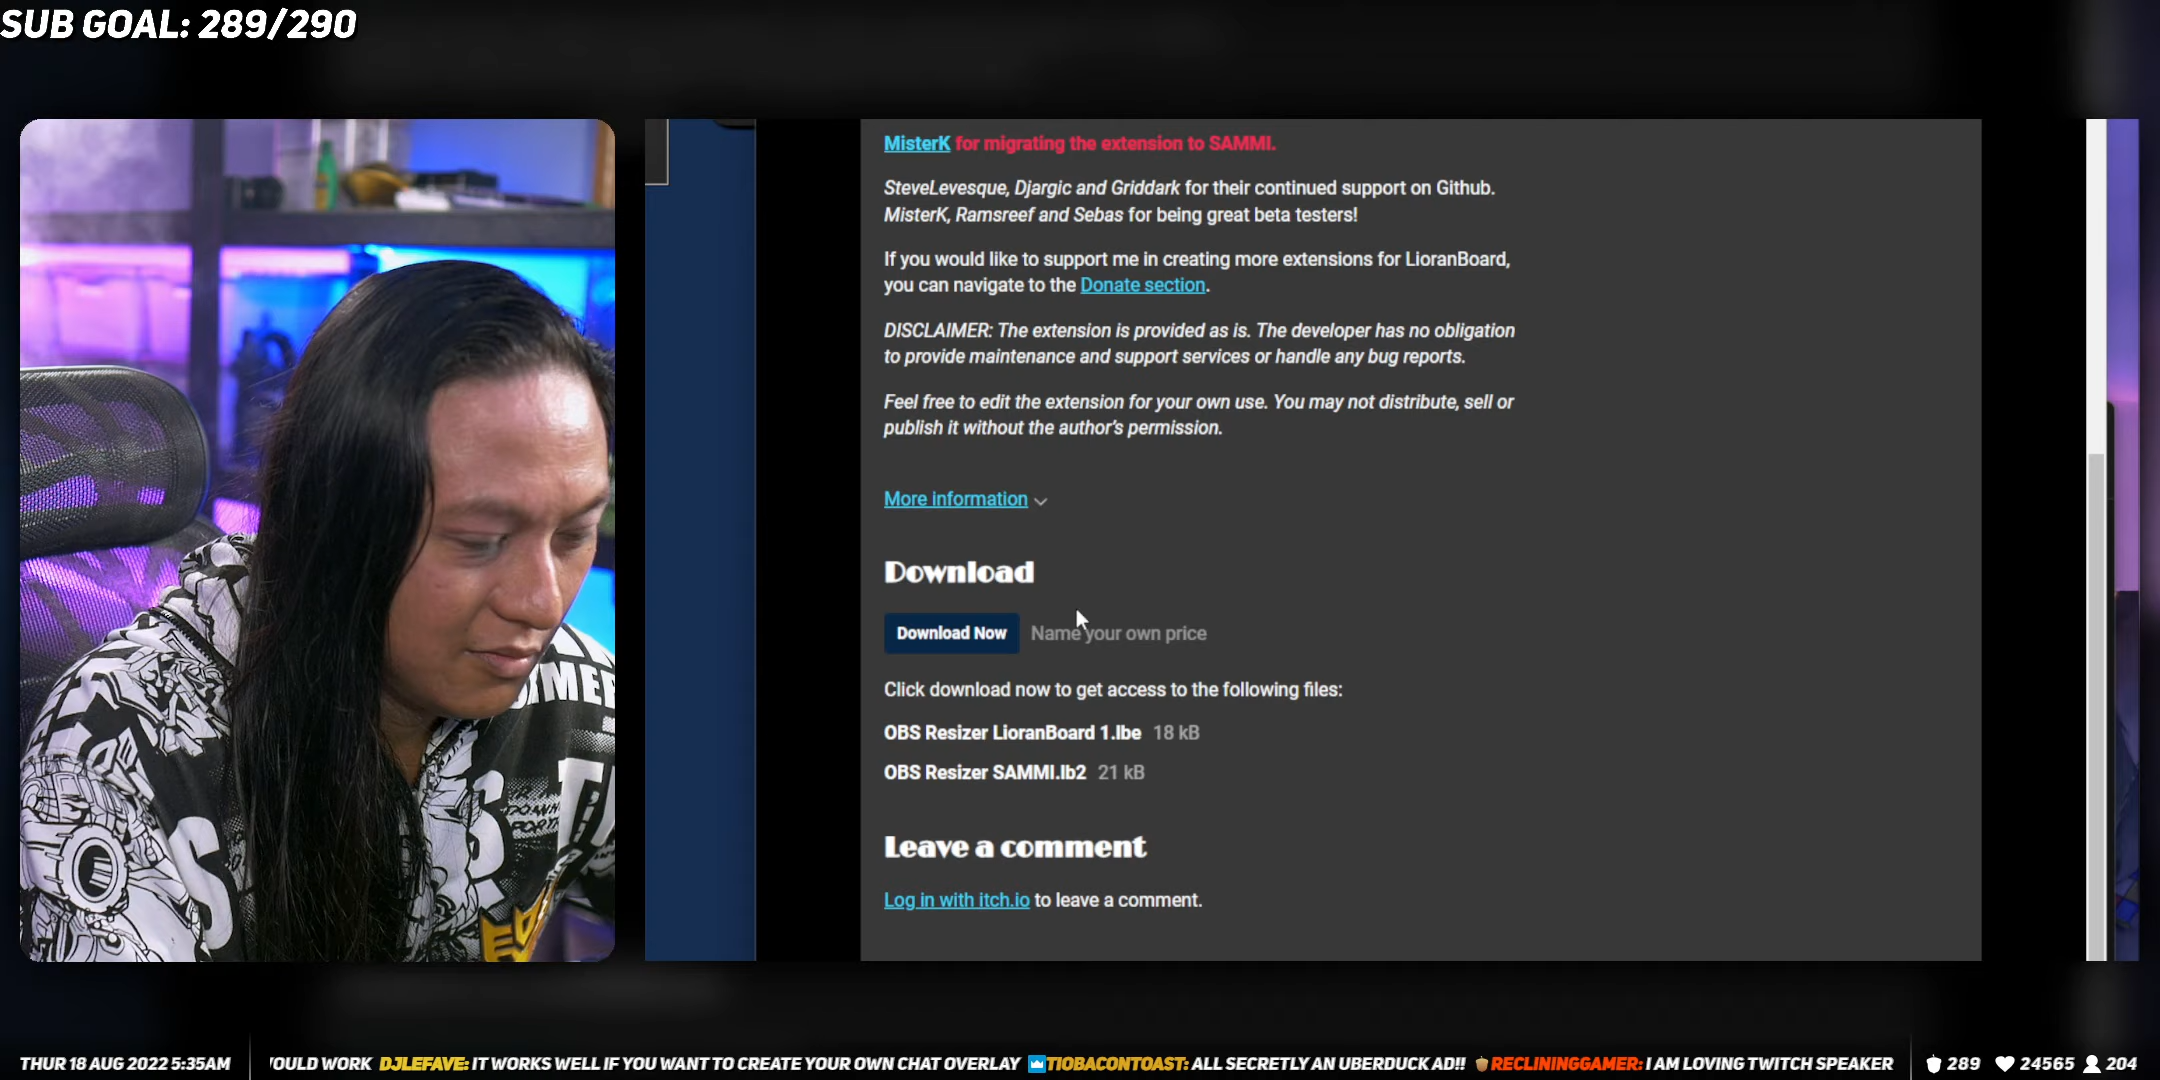 SUB GOAL: 289/290
MisterK for migrating the extension to SAMMI.
SteveLevesque, Djargic and Griddark for their continued support on Github.
MisterK, Ramsreef and Sebas for being great beta testers!
If you would like to support me in creating more extensions for LioranBoard,
you can navigate to the Donate section.
DISCLAIMER: The extension is provided as is. The developer has no obligation
to provide maintenance and support services or handle any bug reports.
Feel free to edit the extension for your own use. You may not distribute, sell or
publish it without the author's permission.
More information
Download
Download Now Name your own price
Click download now to get access to the following files:
OBS Resizer LioranBoard 1.lbe 18 kB
OBS Resizer SAMMI.lb2 21 kB
Leave a comment
Log in with itch.io to leave a comment.
THUR 18 AUG 2022 5:35AM OULD WORK DJLEFAVE: IT WORKS WELL IF YOU WANT TO CREATE YOUR OWN CHAT OVERLAY TIOBACONTOAST: ALL SECRETLY AN UBERDUCK AD!! RECLININGGAMER: I AM LOVING TWITCH SPEAKER 289 24565 204